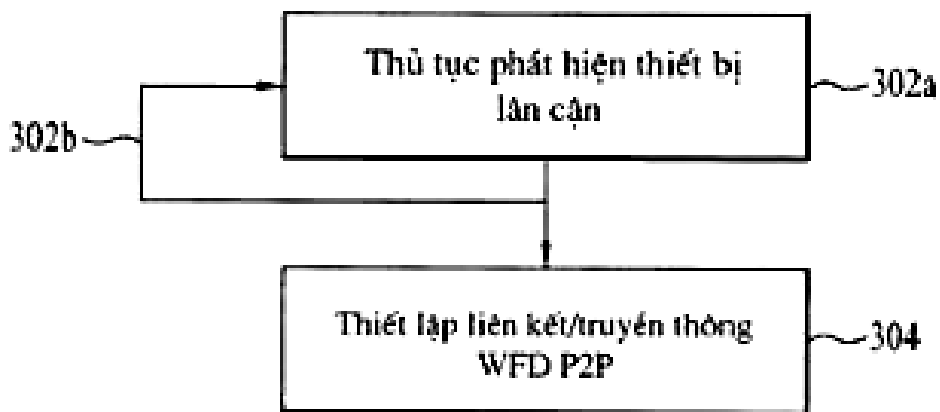 Thủ tục phát hiện thiết bị
lân cận
302a
302b
Thiết lập liên kết/truyền thông
WFD P2P
304